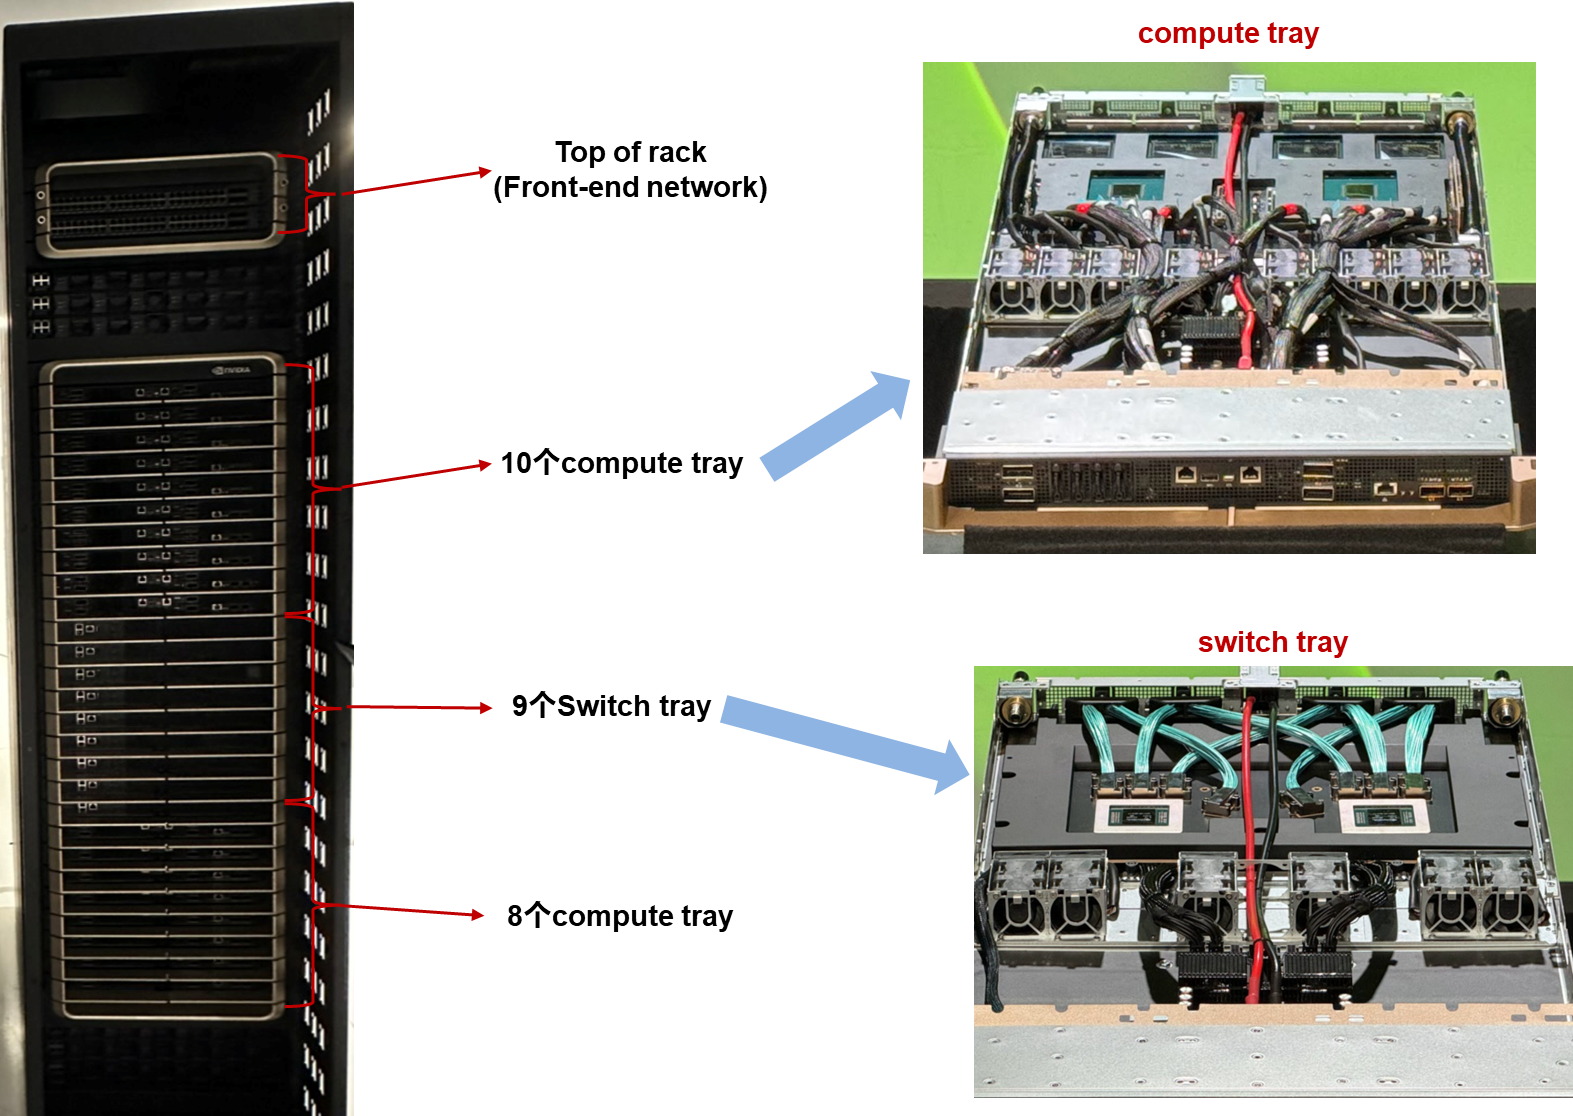 compute tray
Top of rack
(Front-end network)
NVIDIA
10个compute tray
switch tray
9个Switch tray
8个compute tray